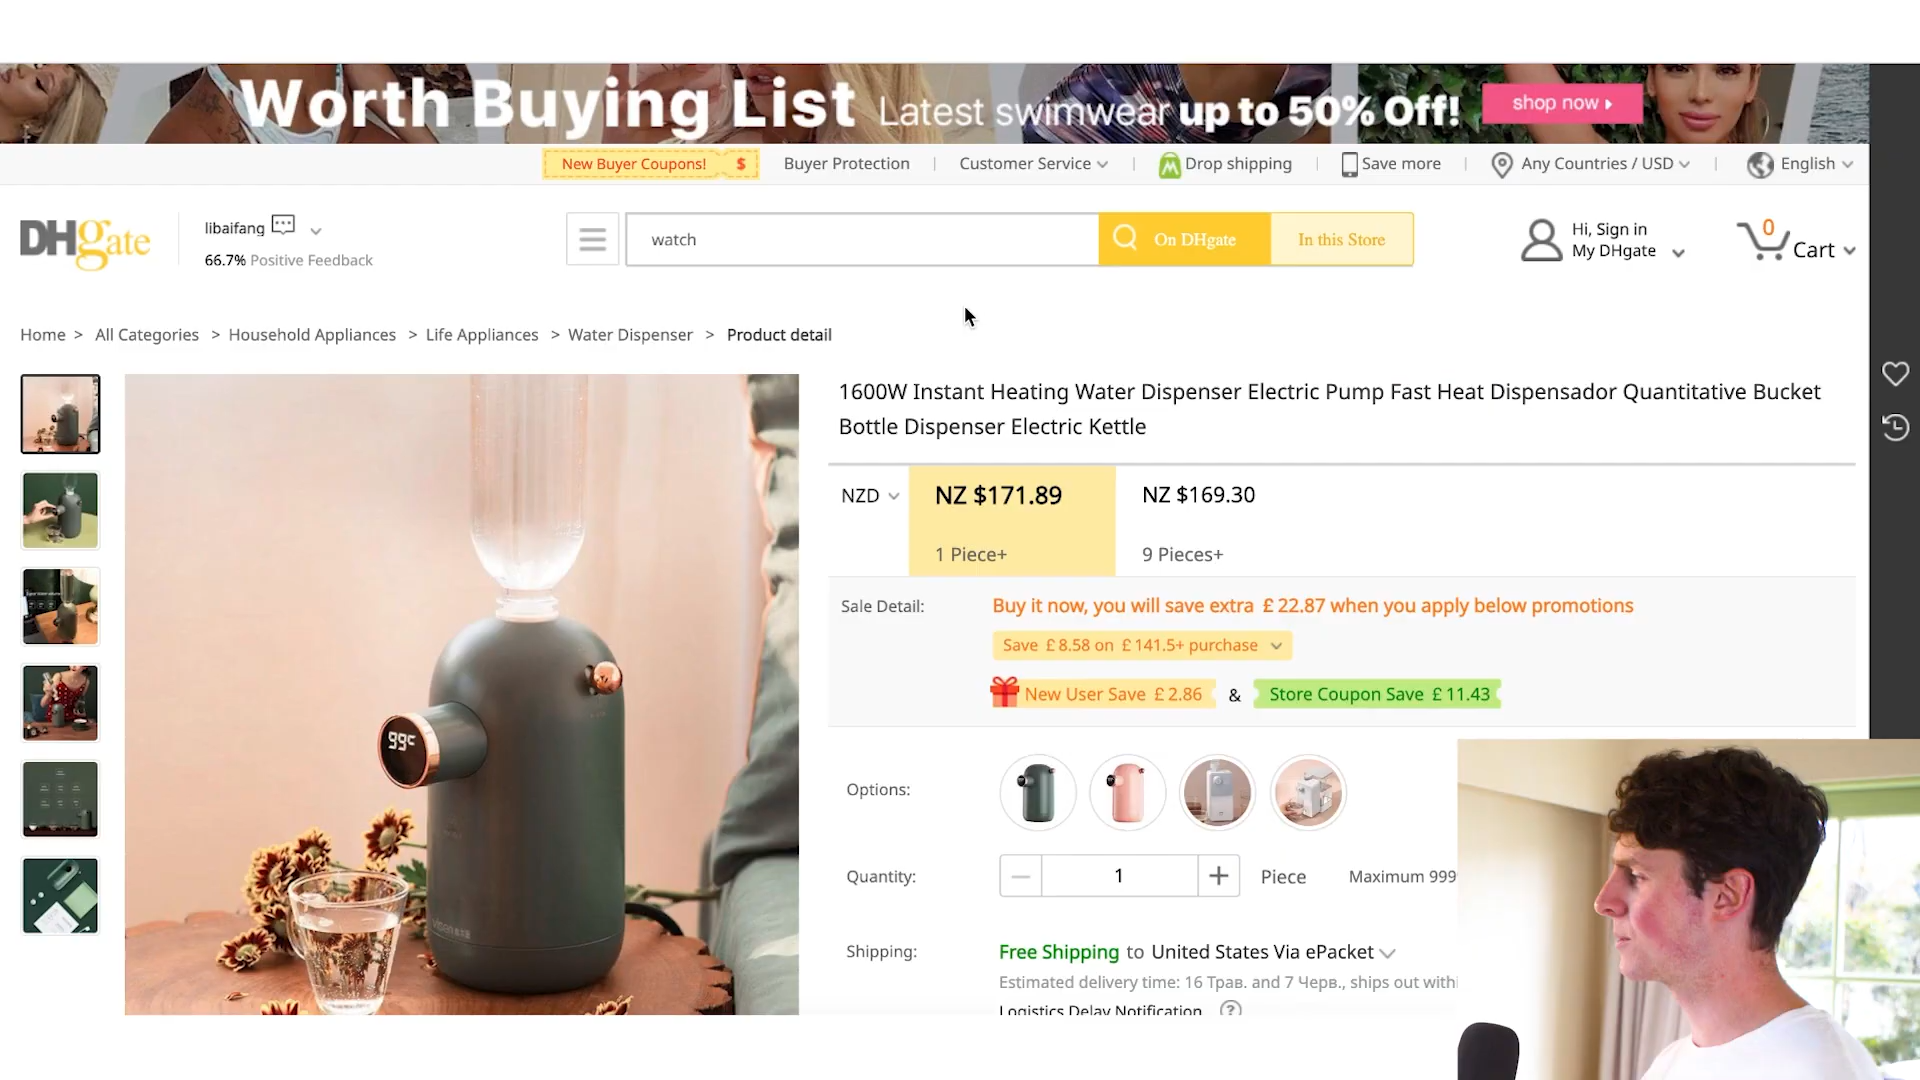 Worth Buying List Latest swimwear up to 50% Off! shop now
New Buyer Coupons! $ Buyer Protection Customer Service Drop shipping Save more Any Countries / USD English
DHgate
libaifang
66.7% Positive Feedback
watch
On DHgate
In this Store
Hi, Sign in
My DHgate
0
Cart
Home > All Categories > Household Appliances > Life Appliances > Water Dispenser > Product detail
1600W Instant Heating Water Dispenser Electric Pump Fast Heat Dispensador Quantitative Bucket
Bottle Dispenser Electric Kettle
NZD NZ $171.89 NZ $169.30
1 Piece+ 9 Pieces+
Sale Detail: Buy it now, you will save extra £22.87 when you apply below promotions
Save £8.58 on £141.5+ purchase
New User Save £2.86 & Store Coupon Save £11.43
99c
Options:
Quantity: 1 Piece Maximum 999
Shipping: Free Shipping to United States Via ePacket
Estimated delivery time: 16 Трав. and 7 Черв., ships out with
Logistics Delay Notification ?